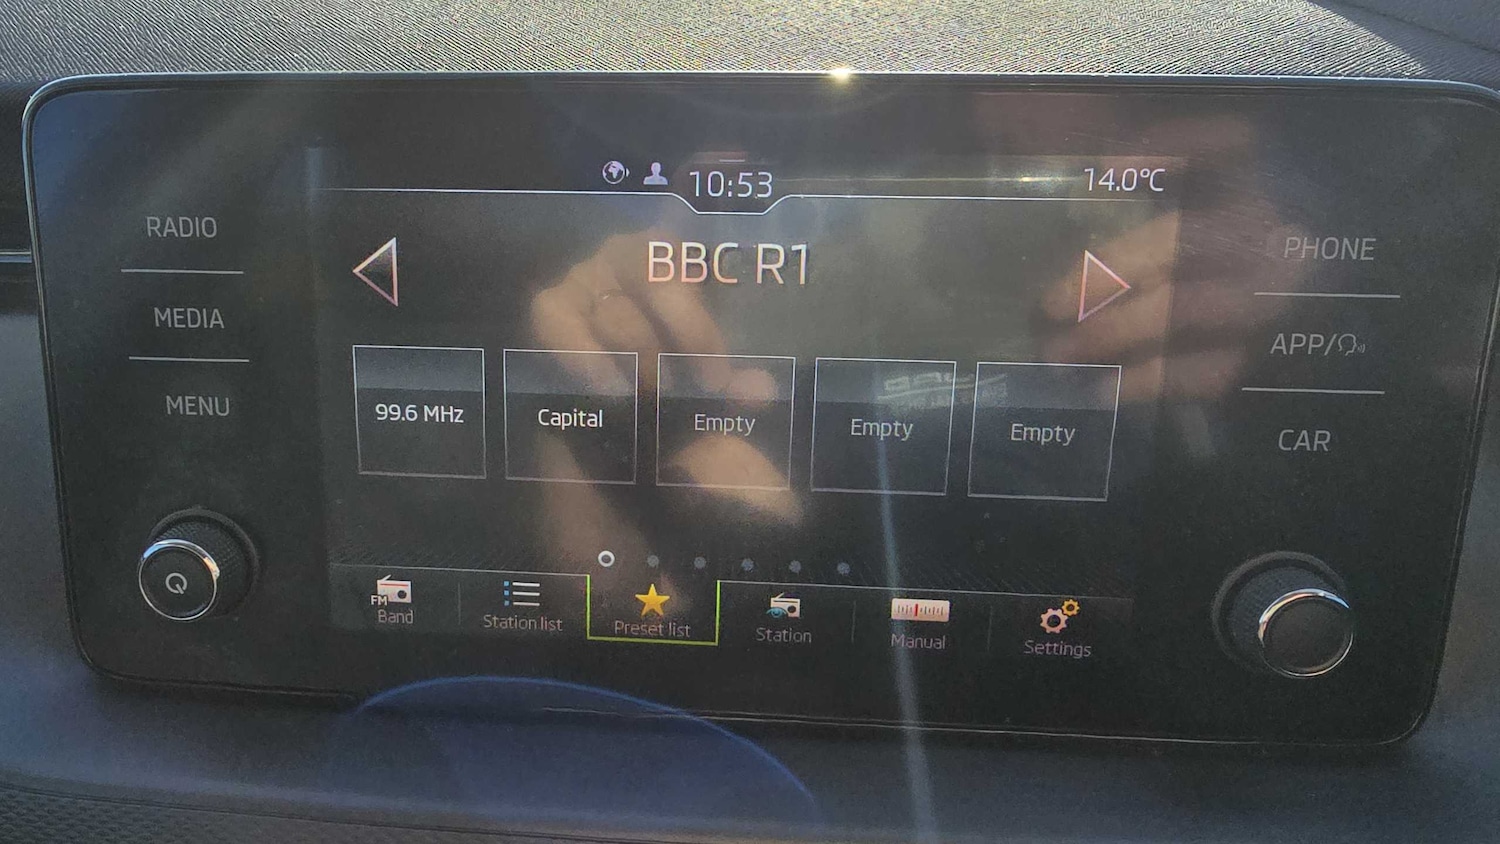 10:53
14.0°C
RADIO
MEDIA
MENU
BBC R1
PHONE
APP/
CAR
99.6 MHz
Capital
Empty
Empty
Empty
FM
Band
Station list
Preset list
Station
Manual
Settings